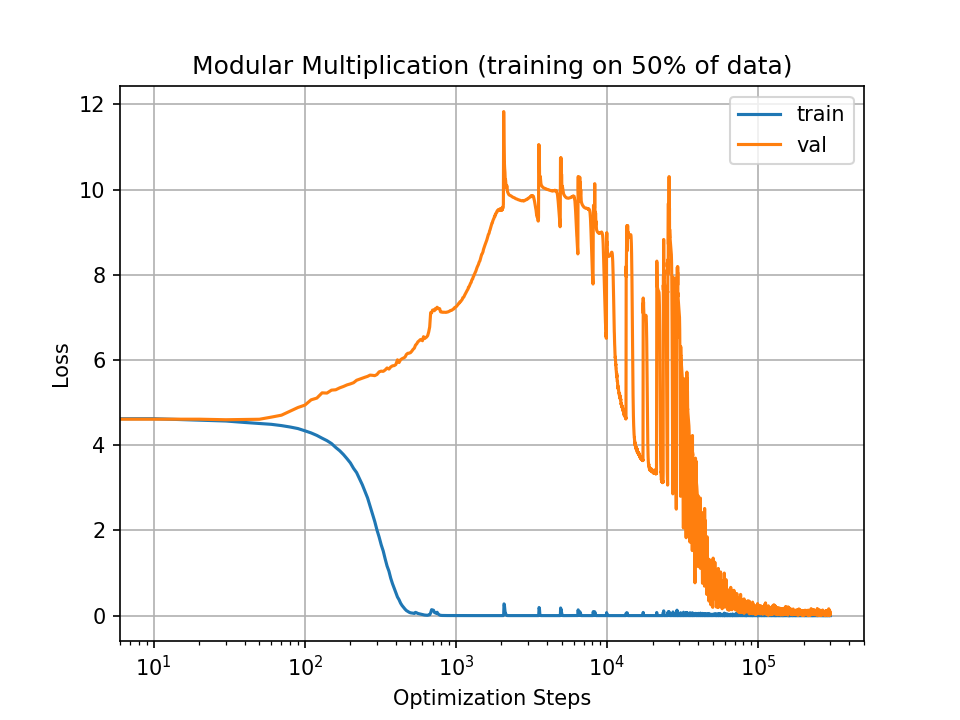 Modular Multiplication (training on 50% of data)
train
val
12
10
8
6
4
2
0
Loss
10¹
10²
10³
10⁴
10⁵
Optimization Steps